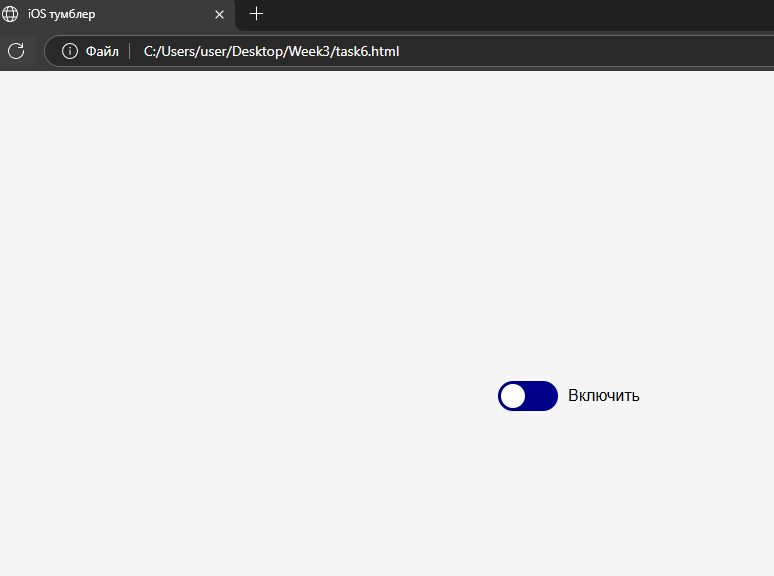 iOS тумблер
Файл C:/Users/user/Desktop/Week3/task6.html
Включить